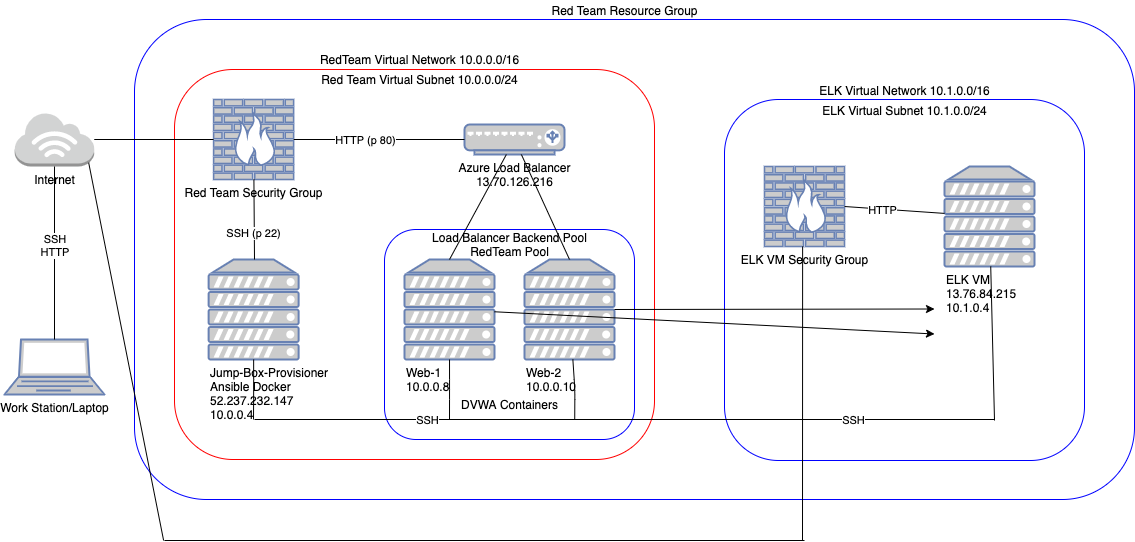 Red Team Resource Group
RedTeam Virtual Network 10.0.0.0/16
Red Team Virtual Subnet 10.0.0.0/24
ELK Virtual Network 10.1.0.0/16
ELK Virtual Subnet 10.1.0.0/24
Internet
SSH
HTTP
Work Station/Laptop
Red Team Security Group
HTTP (p 80)
Azure Load Balancer
13.70.126.216
SSH (p 22)
Load Balancer Backend Pool
RedTeam Pool
Jump-Box-Provisioner
Ansible Docker
52.237.232.147
10.0.0.4
Web-1
10.0.0.8
Web-2
10.0.0.10
DVWA Containers
SSH
SSH
ELK VM Security Group
HTTP
ELK VM
13.76.84.215
10.1.0.4